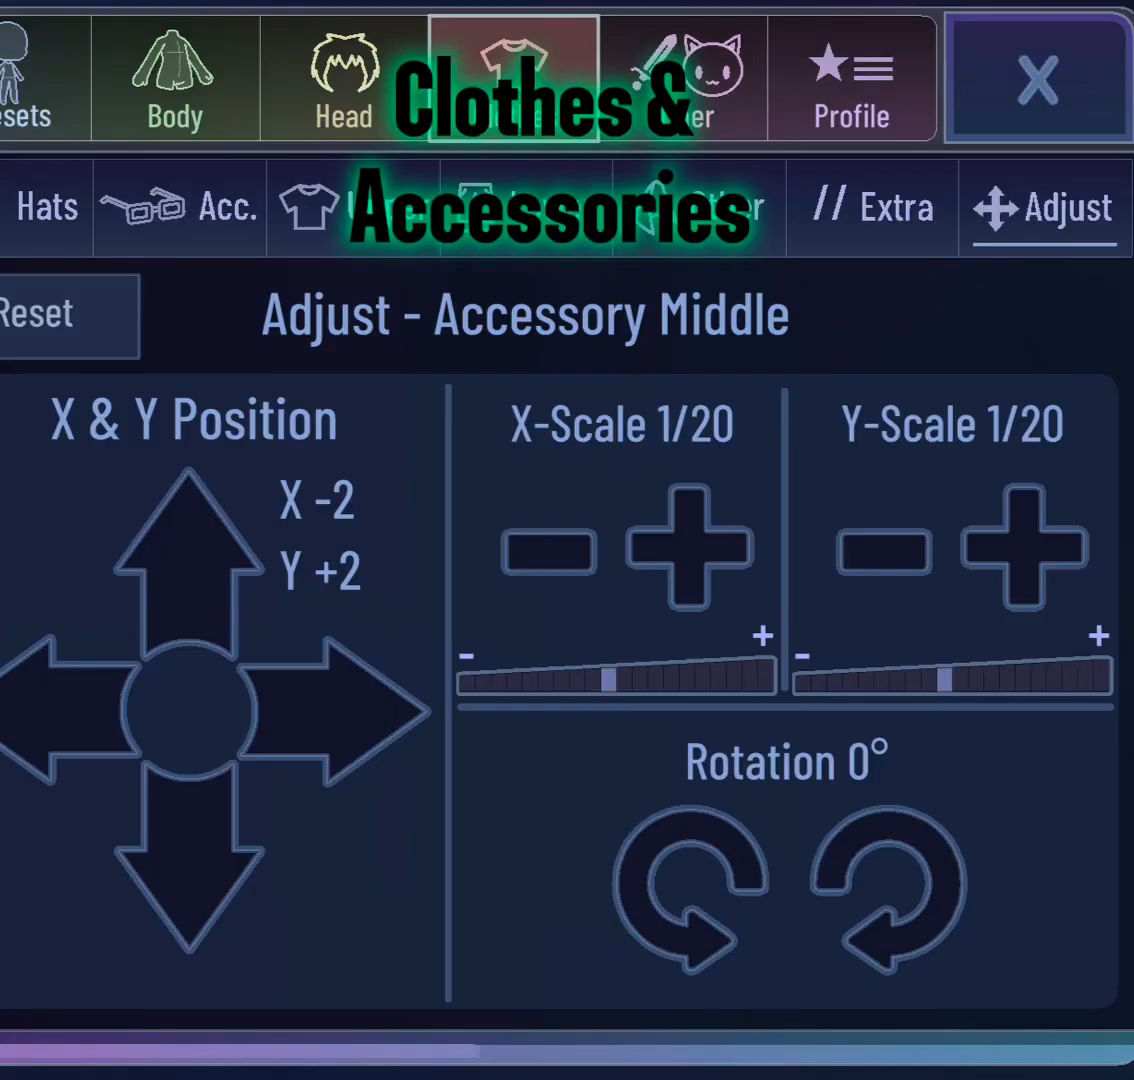 esets Body Head er Profile X
Clothes &
Hats Acc. Extra Adjust
Accessories
Reset Adjust - Accessory Middle
X & Y Position X-Scale 1/20 Y-Scale 1/20
X -2
Y +2
- + - +
Rotation 0°